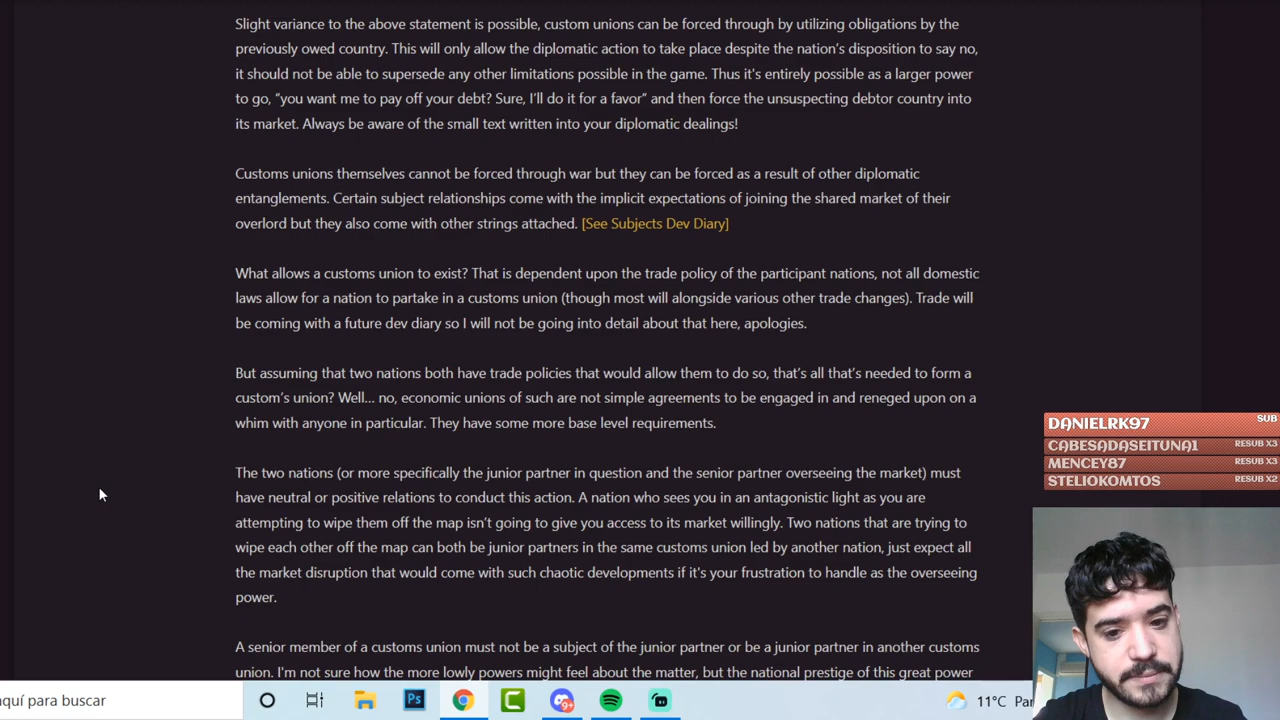 Slight variance to the above statement is possible, custom unions can be forced through by utilizing obligations by the
previously owed country. This will only allow the diplomatic action to take place despite the nation's disposition to say no,
it should not be able to supersede any other limitations possible in the game. Thus it's entirely possible as a larger power
to go, “you want me to pay off your debt? Sure, I'll do it for a favor” and then force the unsuspecting debtor country into
its market. Always be aware of the small text written into your diplomatic dealings!
Customs unions themselves cannot be forced through war but they can be forced as a result of other diplomatic
entanglements. Certain subject relationships come with the implicit expectations of joining the shared market of their
overlord but they also come with other strings attached. [See Subjects Dev Diary]
What allows a customs union to exist? That is dependent upon the trade policy of the participant nations, not all domestic
laws allow for a nation to partake in a customs union (though most will alongside various other trade changes). Trade will
be coming with a future dev diary so I will not be going into detail about that here, apologies.
But assuming that two nations both have trade policies that would allow them to do so, that's all that's needed to form a
custom's union? Well... no, economic unions of such are not simple agreements to be engaged in and reneged upon on a
whim with anyone in particular. They have some more base level requirements.
The two nations (or more specifically the junior partner in question and the senior partner overseeing the market) must
have neutral or positive relations to conduct this action. A nation who sees you in an antagonistic light as you are
attempting to wipe them off the map isn't going to give you access to its market willingly. Two nations that are trying to
wipe each other off the map can both be junior partners in the same customs union led by another nation, just expect all
the market disruption that would come with such chaotic developments if it's your frustration to handle as the overseeing
power.
A senior member of a customs union must not be a subject of the junior partner or be a junior partner in another customs
union. I'm not sure how the more lowly powers might feel about the matter, but the national prestige of this great power
DANIELRK97 SUB
CABESADASEITUNA1 RESUB X3
MENCEY87 RESUB X3
STELIOKOMTOS RESUB X2
aquí para buscar
Ps
9+
11°C Par